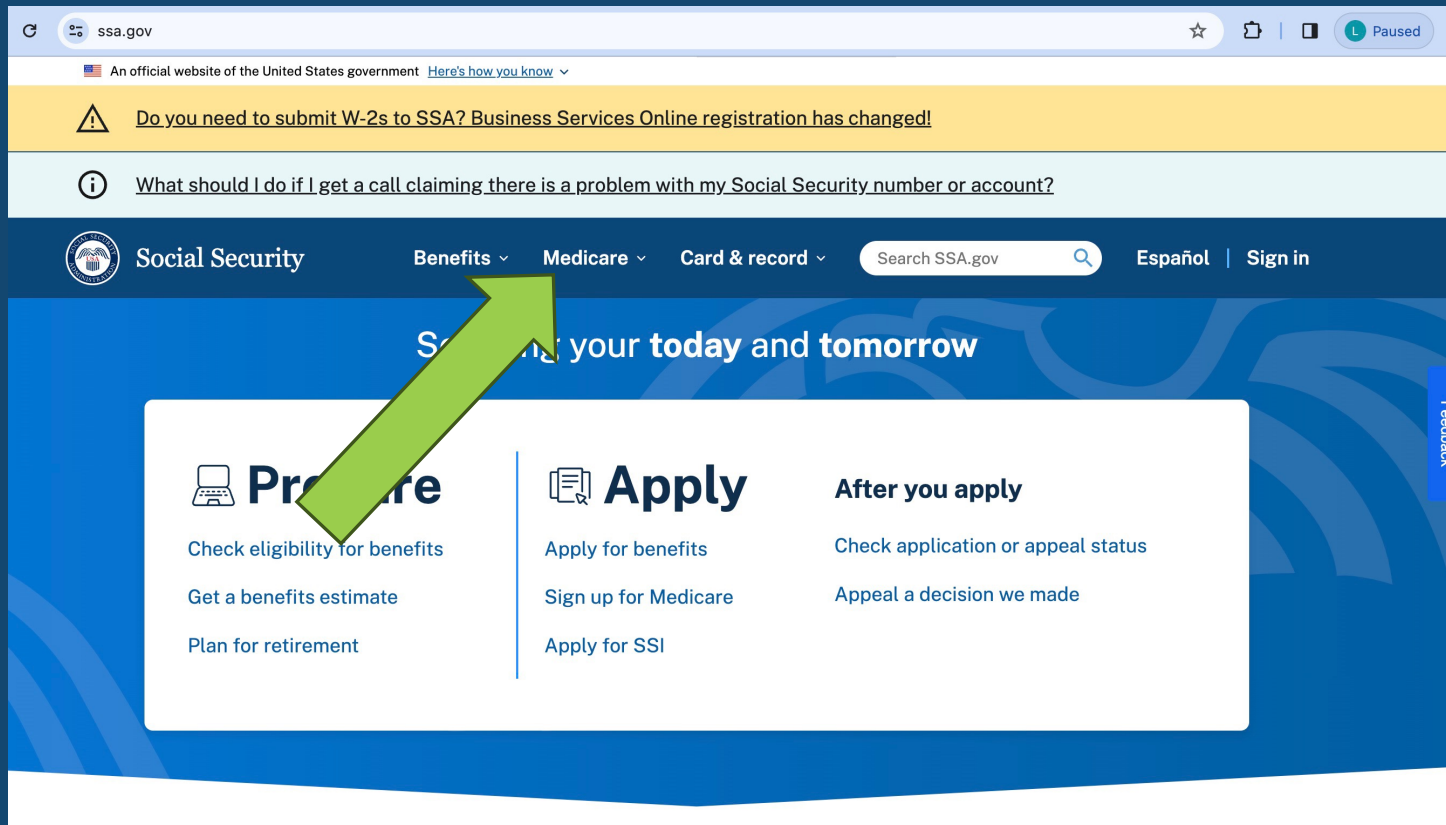 ssa.gov
L Paused
An official website of the United States government Here's how you know
Do you need to submit W-2s to SSA? Business Services Online registration has changed!
What should I do if I get a call claiming there is a problem with my Social Security number or account?
Social Security Benefits Medicare Card & record Search SSA.gov Español Sign in
your today and tomorrow
Apply
After you apply
Check eligibility for benefits
Get a benefits estimate
Plan for retirement
Apply for benefits
Sign up for Medicare
Apply for SSI
Check application or appeal status
Appeal a decision we made
Feedback